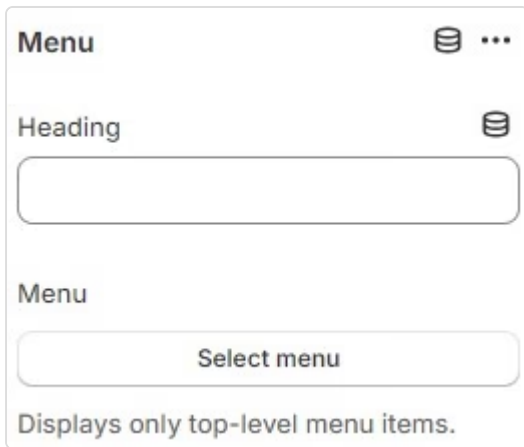 Menu
Heading
Menu
Select menu
Displays only top-level menu items.